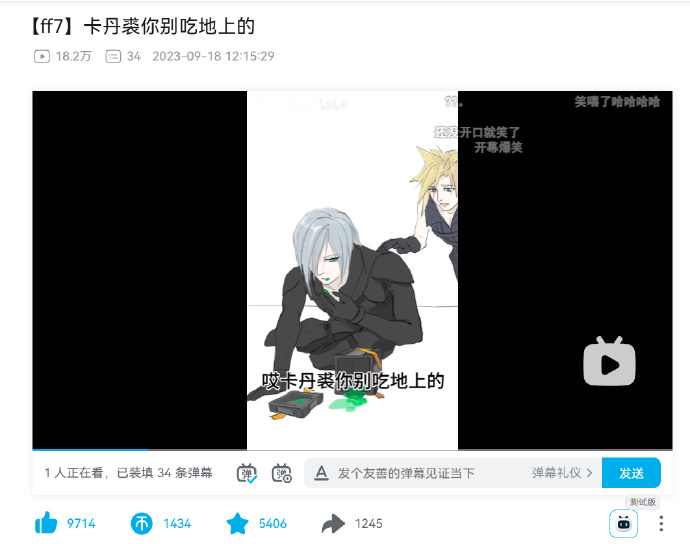 【ff7】卡丹裘你别吃地上的
18.2万 34 2023-09-18 12:15:29
??。
笑嘻了哈哈哈哈
还没开口就笑了
开幕爆笑
哎卡丹裘你别吃地上的
1 人正在看，已装填 34 条弹幕
弹
弹
A 发个友善的弹幕见证当下
弹幕礼仪 >
发送
测试版
9714
币 1434
5406
1245